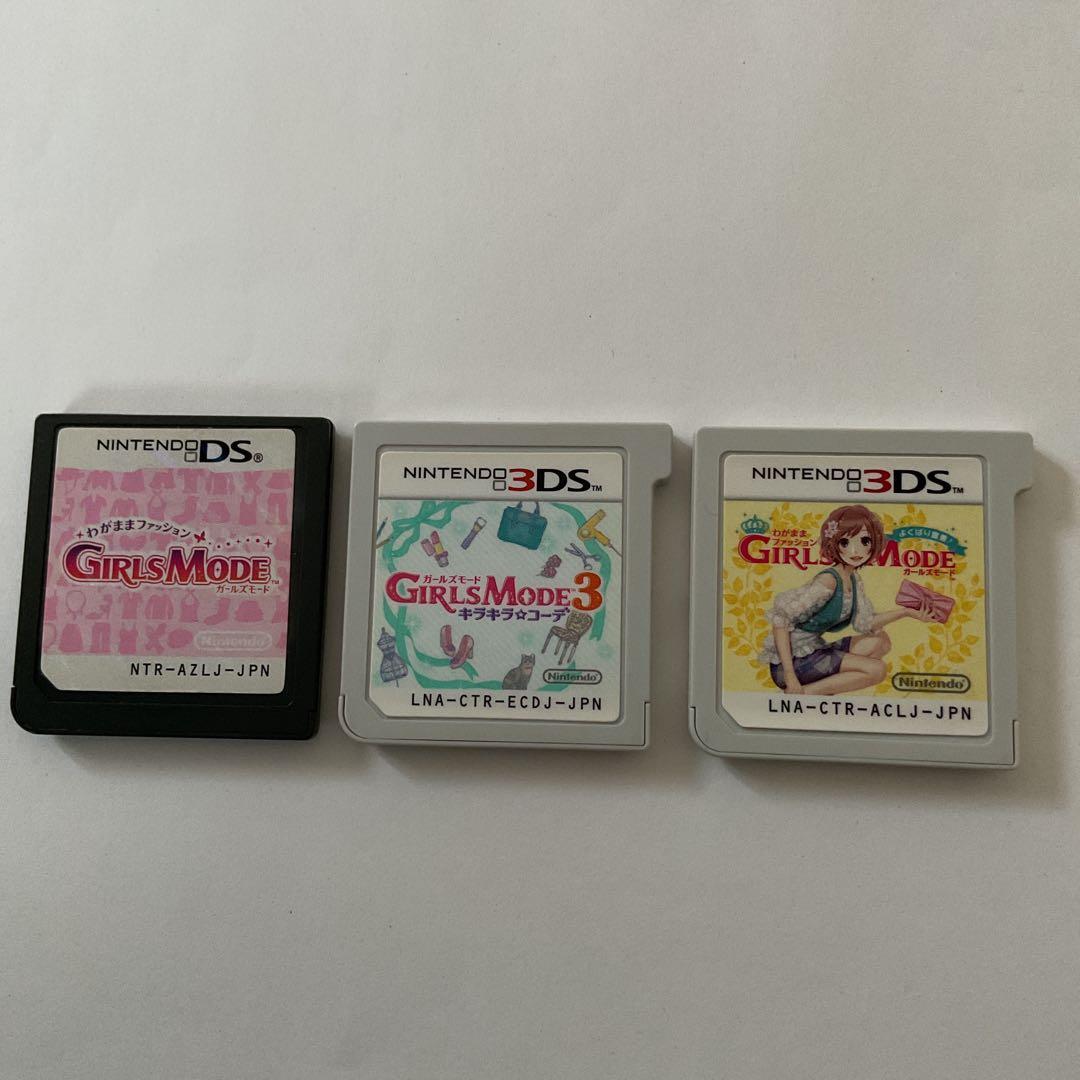 NINTENDO DS®
わがままファッション
GIRLS MODE™
ガールズモード
Nintendo
NTR-AZLJ-JPN
NINTENDO 3DS™
ガールズモード
GIRLS MODE 3
キラキラ☆コーデ
Nintendo
LNA-CTR-ECDJ-JPN
NINTENDO 3DS™
わがまま
ファッション
よくばり宣言!
GIRLS MODE
ガールズモード
Nintendo
LNA-CTR-ACLJ-JPN